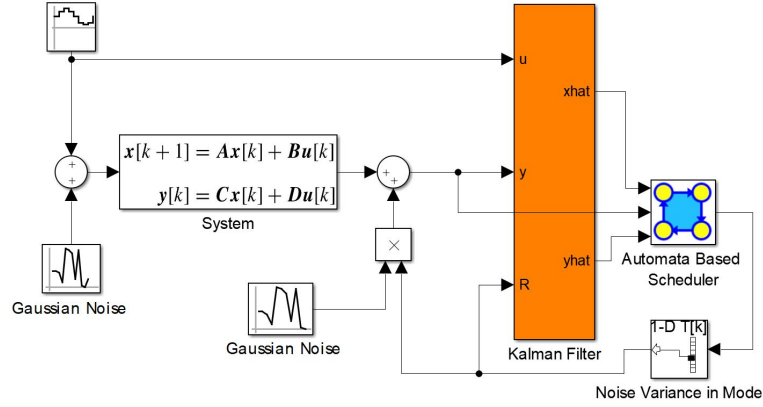 u
xhat
x[k + 1] = Ax[k] + Bu[k]
y[k] = Cx[k] + Du[k]
System
+
+
+ +
y
Gaussian Noise
×
Gaussian Noise
yhat
R
Kalman Filter
Automata Based
Scheduler
1-D T[k]
Noise Variance in Mode